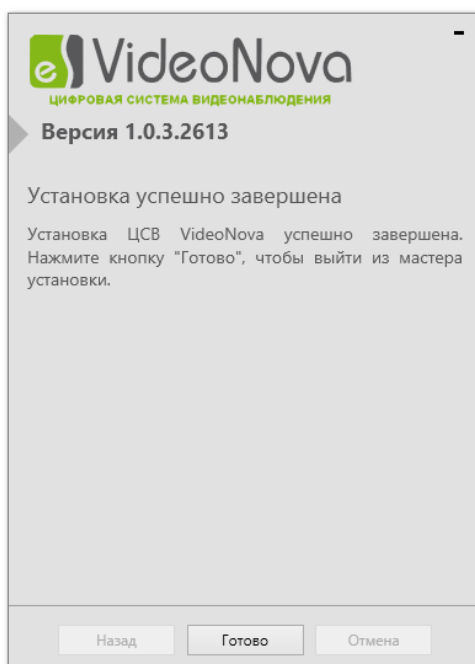 eS VideoNova
ЦИФРОВАЯ СИСТЕМА ВИДЕОНАБЛЮДЕНИЯ
Версия 1.0.3.2613
Установка успешно завершена
Установка ЦСВ VideoNova успешно завершена.
Нажмите кнопку "Готово", чтобы выйти из мастера
установки.
Назад Готово Отмена